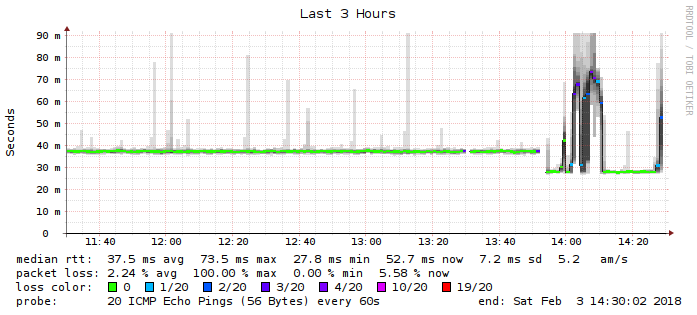 Last 3 Hours
RRDTOOL / TOBI OETIKER
Seconds
90 m
80 m
70 m
60 m
50 m
40 m
30 m
20 m
10 m
0
11:40 12:00 12:20 12:40 13:00 13:20 13:40 14:00 14:20
median rtt: 37.5 ms avg 73.5 ms max 27.8 ms min 52.7 ms now 7.2 ms sd 5.2 am/s
packet loss: 2.24 % avg 100.00 % max 0.00 % min 5.58 % now
loss color: 0 1/20 2/20 3/20 4/20 10/20 19/20
probe: 20 ICMP Echo Pings (56 Bytes) every 60s end: Sat Feb 3 14:30:02 2018